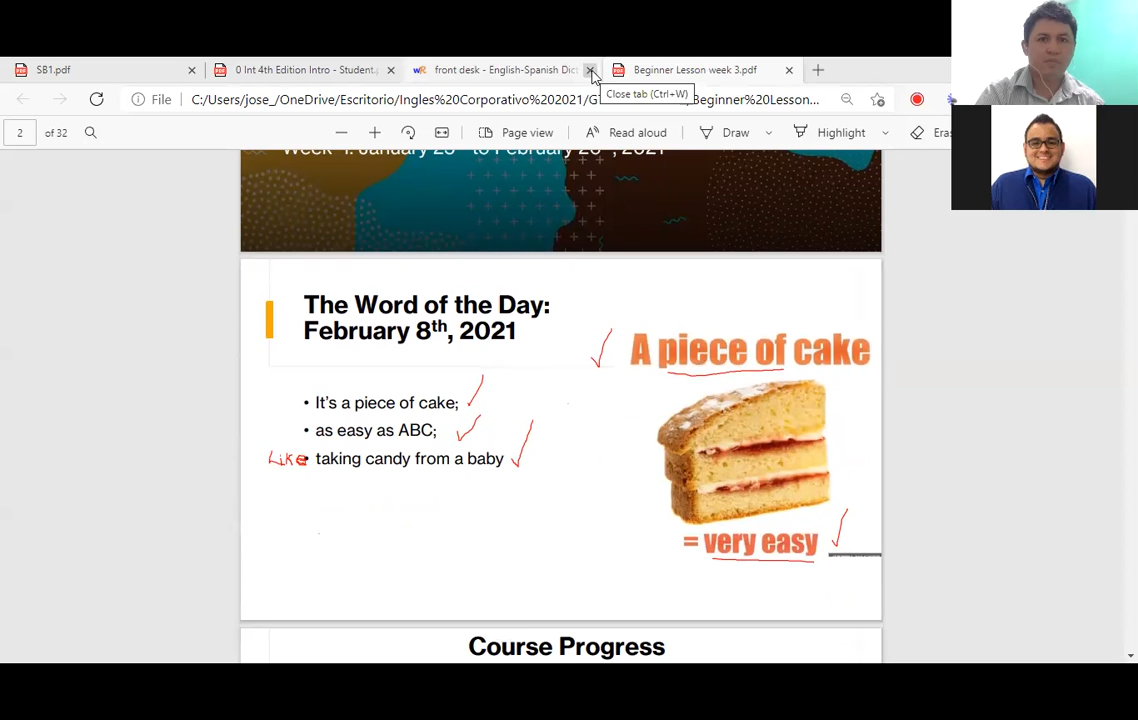 SB1.pdf
0 Int 4th Edition Intro - Student.
wR front desk - English-Spanish Dict
Beginner Lesson week 3.pdf
Close tab (Ctrl+W)
File
C:/Users/jose_/OneDrive/Escritorio/Ingles%20Corporativo%202021/G
Beginner%20Lesson...
2 of 32
Page view
Read aloud
Draw
Highlight
Eras
The Word of the Day:
February 8th, 2021
• It's a piece of cake;
• as easy as ABC;
Like • taking candy from a baby
A piece of cake
= very easy
Course Progress